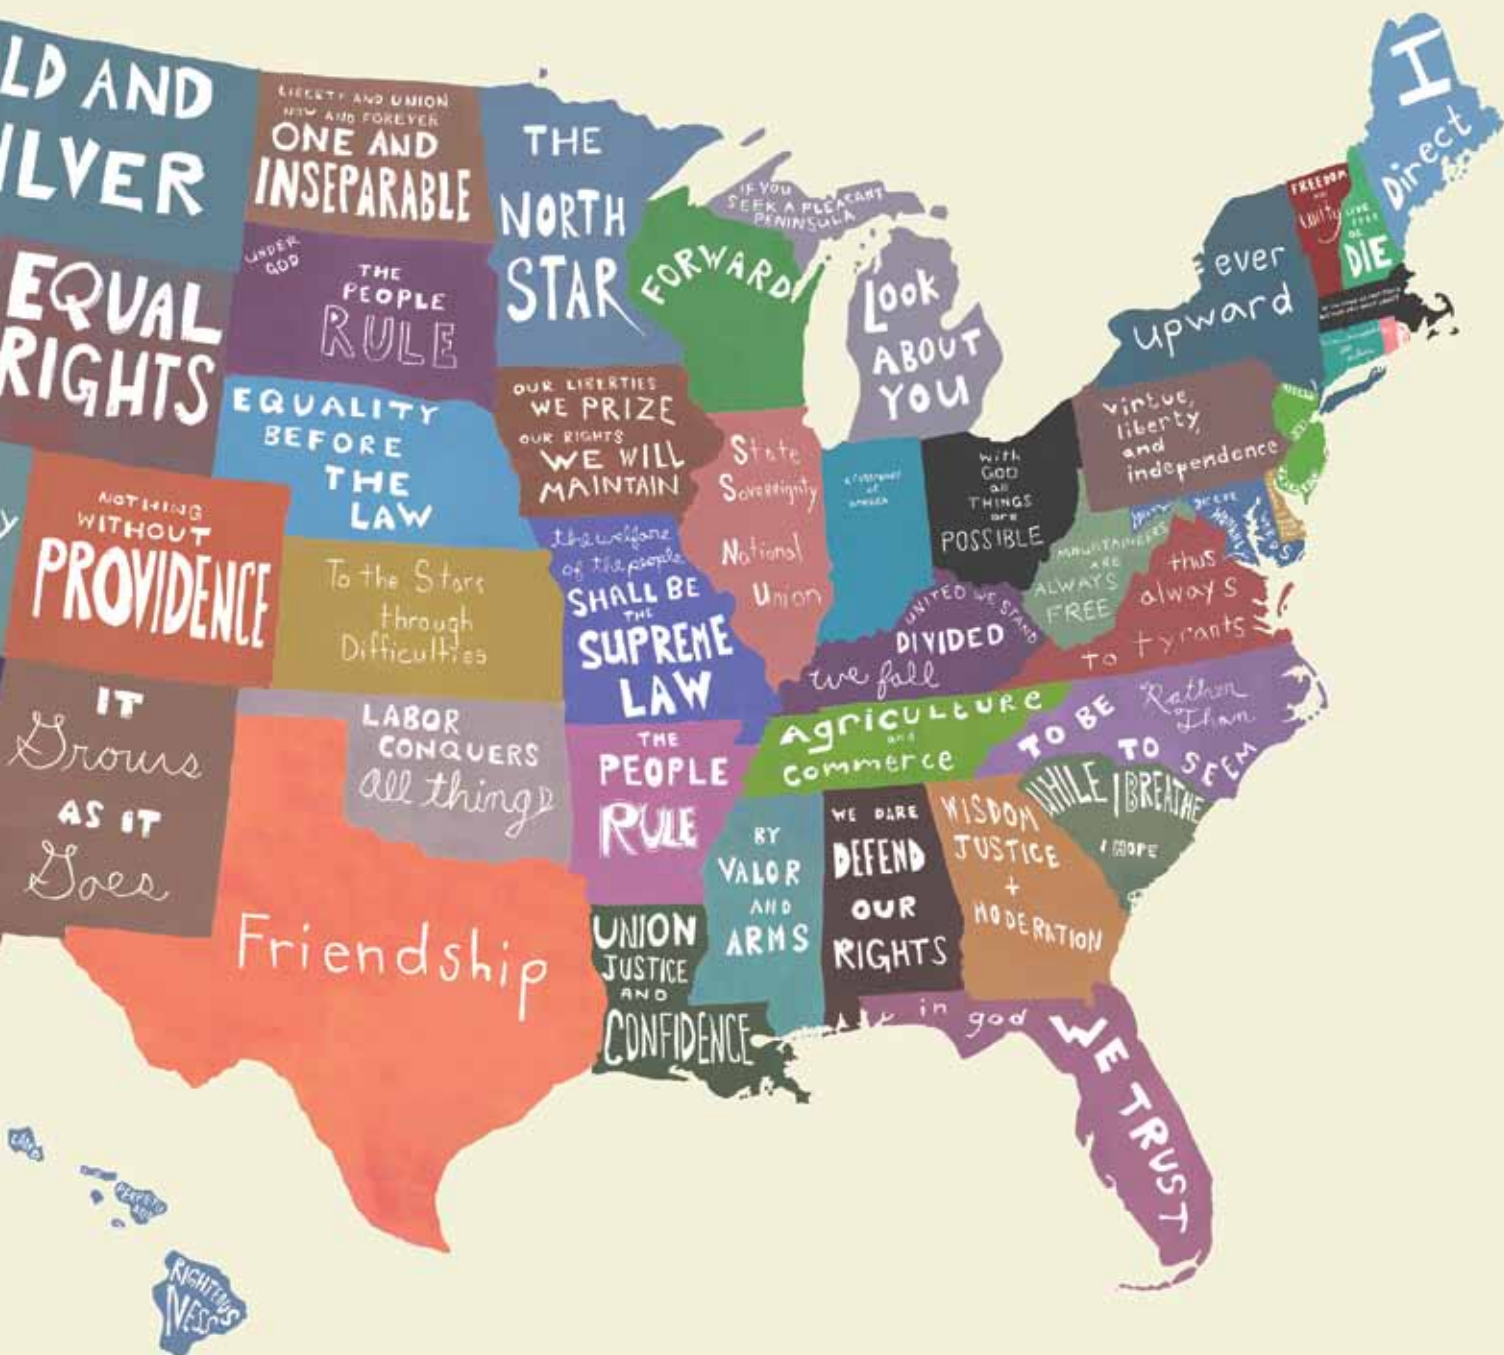 LD AND
ILVER
EQUAL
RIGHTS
NOTHING
WITHOUT
PROVIDENCE
y
IT
Grows
AS IT
Goes
LIBERTY AND UNION
NOW AND FOREVER
ONE AND
INSEPARABLE
UNDER
GOD
THE
PEOPLE
RULE
EQUALITY
BEFORE
THE
LAW
To the Stars
through
Difficulties
LABOR
CONQUERS
All things
Friendship
THE
NORTH
STAR
OUR LIBERTIES
WE PRIZE
OUR RIGHTS
WE WILL
MAINTAIN
the welfare
of the people
SHALL BE
THE
SUPREME
LAW
THE
PEOPLE
RULE
UNION
JUSTICE
AND
CONFIDENCE
FORWARD
IF YOU
SEEK A PLEASANT
PENINSULA
Look
ABOUT
YOU
State
Sovereignty
National
Union
of
with
GOD
all
THINGS
are
POSSIBLE
UNITED WE STAND
DIVIDED
we fall
Agriculture
and
Commerce
BY
VALOR
AND
ARMS
WE DARE
DEFEND
OUR
RIGHTS
WISDOM
JUSTICE
+
MODERATION
in god
WE TRUST
WHILE I BREATHE
I HOPE
TO BE
Rather
Than
TO SEEM
thus
always
to tyrants
MOUNTAINEERS
ARE
ALWAYS
FREE
virtue,
liberty,
and
independence
ever
upward
FREEDOM
Unity
LIVE
FREE
OR
DIE
I
Direct
RIGHTEOUS
NESS